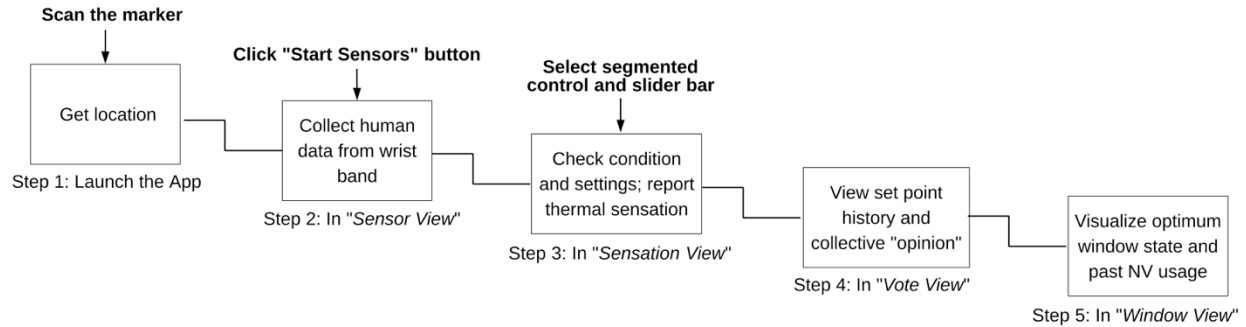 Scan the marker
Get location
Step 1: Launch the App
Click "Start Sensors" button
Collect human
data from wrist
band
Step 2: In "Sensor View"
Select segmented
control and slider bar
Check condition
and settings; report
thermal sensation
Step 3: In "Sensation View"
View set point
history and
collective "opinion"
Step 4: In "Vote View"
Visualize optimum
window state and
past NV usage
Step 5: In "Window View"